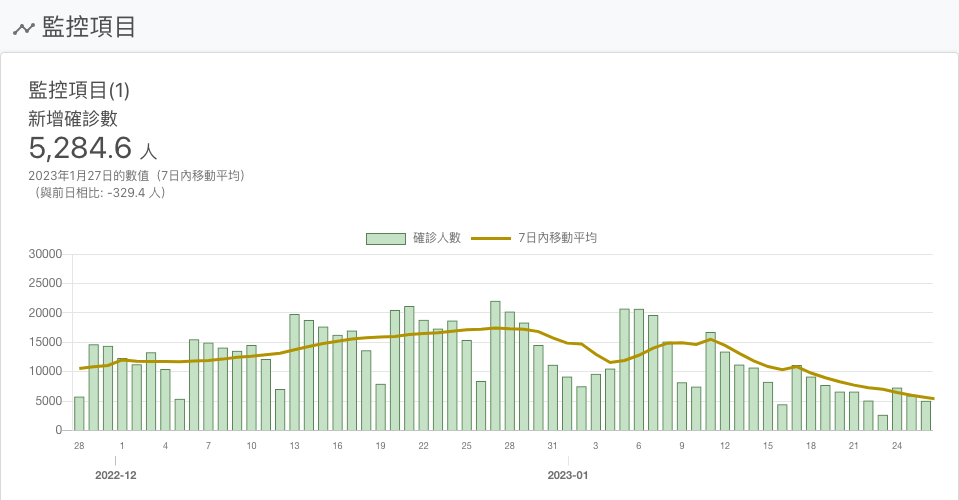 監控項目
監控項目(1)
新增確診數
5,284.6 人
2023年1月27日的數值（7日內移動平均）
（與前日相比: -329.4 人）
確診人數 7日內移動平均
30000
25000
20000
15000
10000
5000
0
28 1 4 7 10 13 16 19 22 25 28 31 3 6 9 12 15 18 21 24
2022-12 2023-01